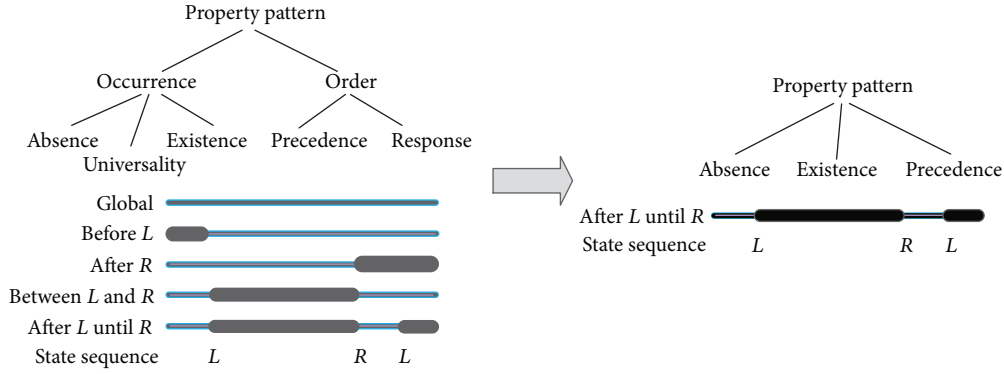 Property pattern
Occurrence Order
Absence Existence Precedence Response
Universality
Global
Before L
After R
Between L and R
After L until R
State sequence L R L
Property pattern
Absence Existence Precedence
After L until R
State sequence L R L